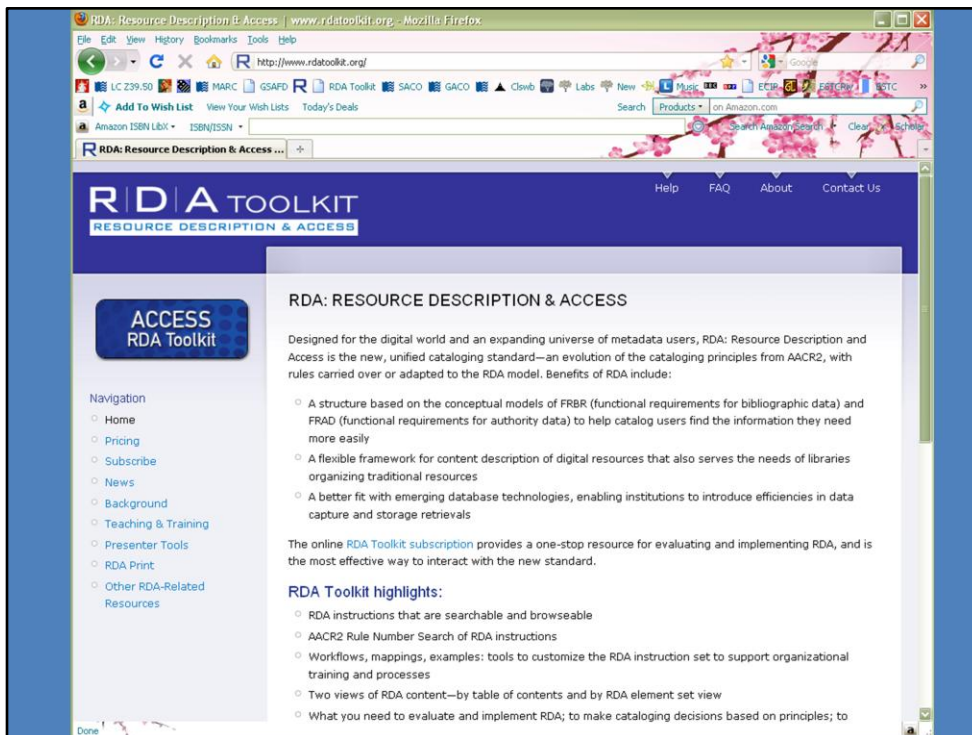 RDA: Resource Description & Access | www.rdatoolkit.org - Mozilla Firefox
File Edit View History Bookmarks Tools Help
http://www.rdatoolkit.org/
Google
LC Z39.50 MARC GSAFD RDA Toolkit SACO GACO Clswb Labs New Music ECIP ESTCRW ESTC »
Add To Wish List View Your Wish Lists Today's Deals Search Products on Amazon.com
Amazon ISBN LibX ISBN/ISSN Search Amazon Search Clear Scholar
RDA: Resource Description & Access ...
Help FAQ About Contact Us
R|D|A TOOLKIT
RESOURCE DESCRIPTION & ACCESS
ACCESS
RDA Toolkit
Navigation
Home
Pricing
Subscribe
News
Background
Teaching & Training
Presenter Tools
RDA Print
Other RDA-Related
Resources
RDA: RESOURCE DESCRIPTION & ACCESS
Designed for the digital world and an expanding universe of metadata users, RDA: Resource Description and
Access is the new, unified cataloging standard—an evolution of the cataloging principles from AACR2, with
rules carried over or adapted to the RDA model. Benefits of RDA include:
A structure based on the conceptual models of FRBR (functional requirements for bibliographic data) and
FRAD (functional requirements for authority data) to help catalog users find the information they need
more easily
A flexible framework for content description of digital resources that also serves the needs of libraries
organizing traditional resources
A better fit with emerging database technologies, enabling institutions to introduce efficiencies in data
capture and storage retrievals
The online RDA Toolkit subscription provides a one-stop resource for evaluating and implementing RDA, and is
the most effective way to interact with the new standard.
RDA Toolkit highlights:
RDA instructions that are searchable and browseable
AACR2 Rule Number Search of RDA instructions
Workflows, mappings, examples: tools to customize the RDA instruction set to support organizational
training and processes
Two views of RDA content—by table of contents and by RDA element set view
What you need to evaluate and implement RDA; to make cataloging decisions based on principles; to
Done